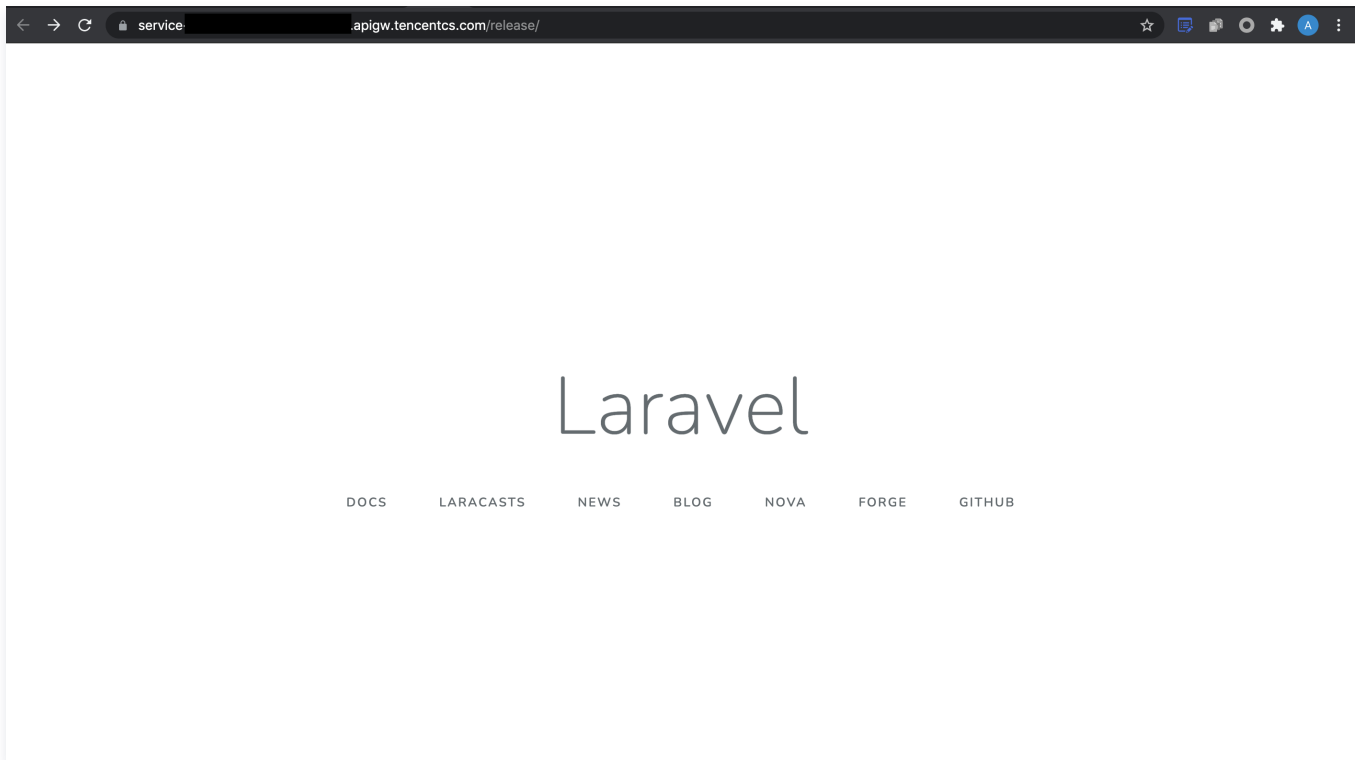 service- .apigw.tencentcs.com/release/
A
Laravel
DOCS LARACASTS NEWS BLOG NOVA FORGE GITHUB